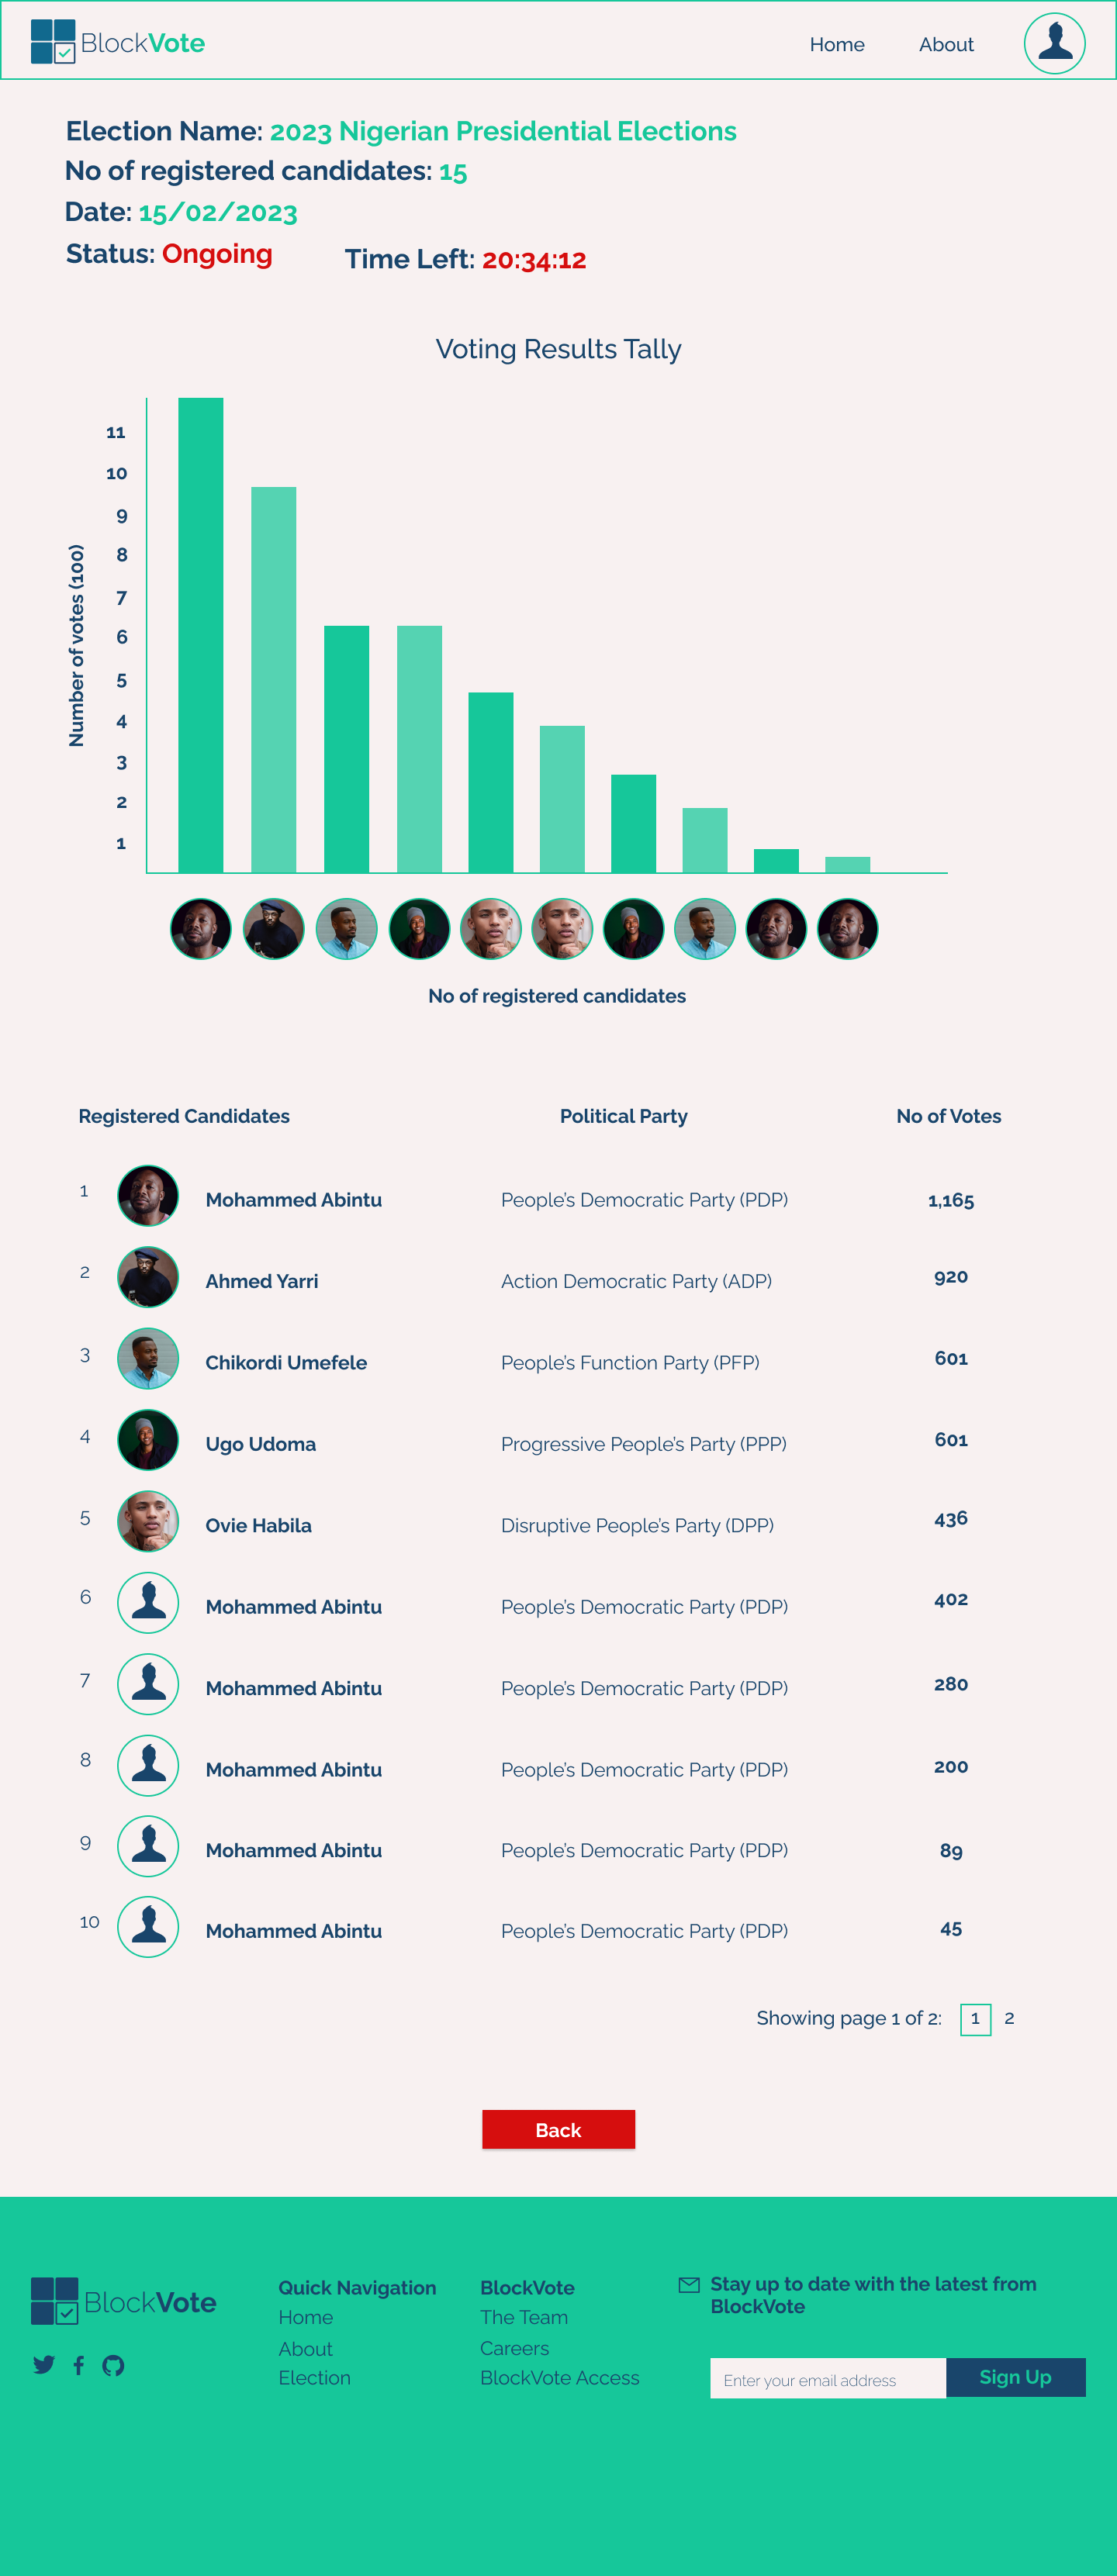 BlockVote
Home
About
Election Name: 2023 Nigerian Presidential Elections
No of registered candidates: 15
Date: 15/02/2023
Status: Ongoing
Time Left: 20:34:12
Voting Results Tally
11
10
9
8
7
6
5
4
3
2
1
Number of votes (100)
No of registered candidates
Registered Candidates Political Party No of Votes
1 Mohammed Abintu People's Democratic Party (PDP) 1,165
2 Ahmed Yarri Action Democratic Party (ADP) 920
3 Chikordi Umefele People's Function Party (PFP) 601
4 Ugo Udoma Progressive People's Party (PPP) 601
5 Ovie Habila Disruptive People's Party (DPP) 436
6 Mohammed Abintu People's Democratic Party (PDP) 402
7 Mohammed Abintu People's Democratic Party (PDP) 280
8 Mohammed Abintu People's Democratic Party (PDP) 200
9 Mohammed Abintu People's Democratic Party (PDP) 89
10 Mohammed Abintu People's Democratic Party (PDP) 45
Showing page 1 of 2: 1 2
Back
BlockVote
Quick Navigation
Home
About
Election
BlockVote
The Team
Careers
BlockVote Access
Stay up to date with the latest from
BlockVote
Enter your email address
Sign Up